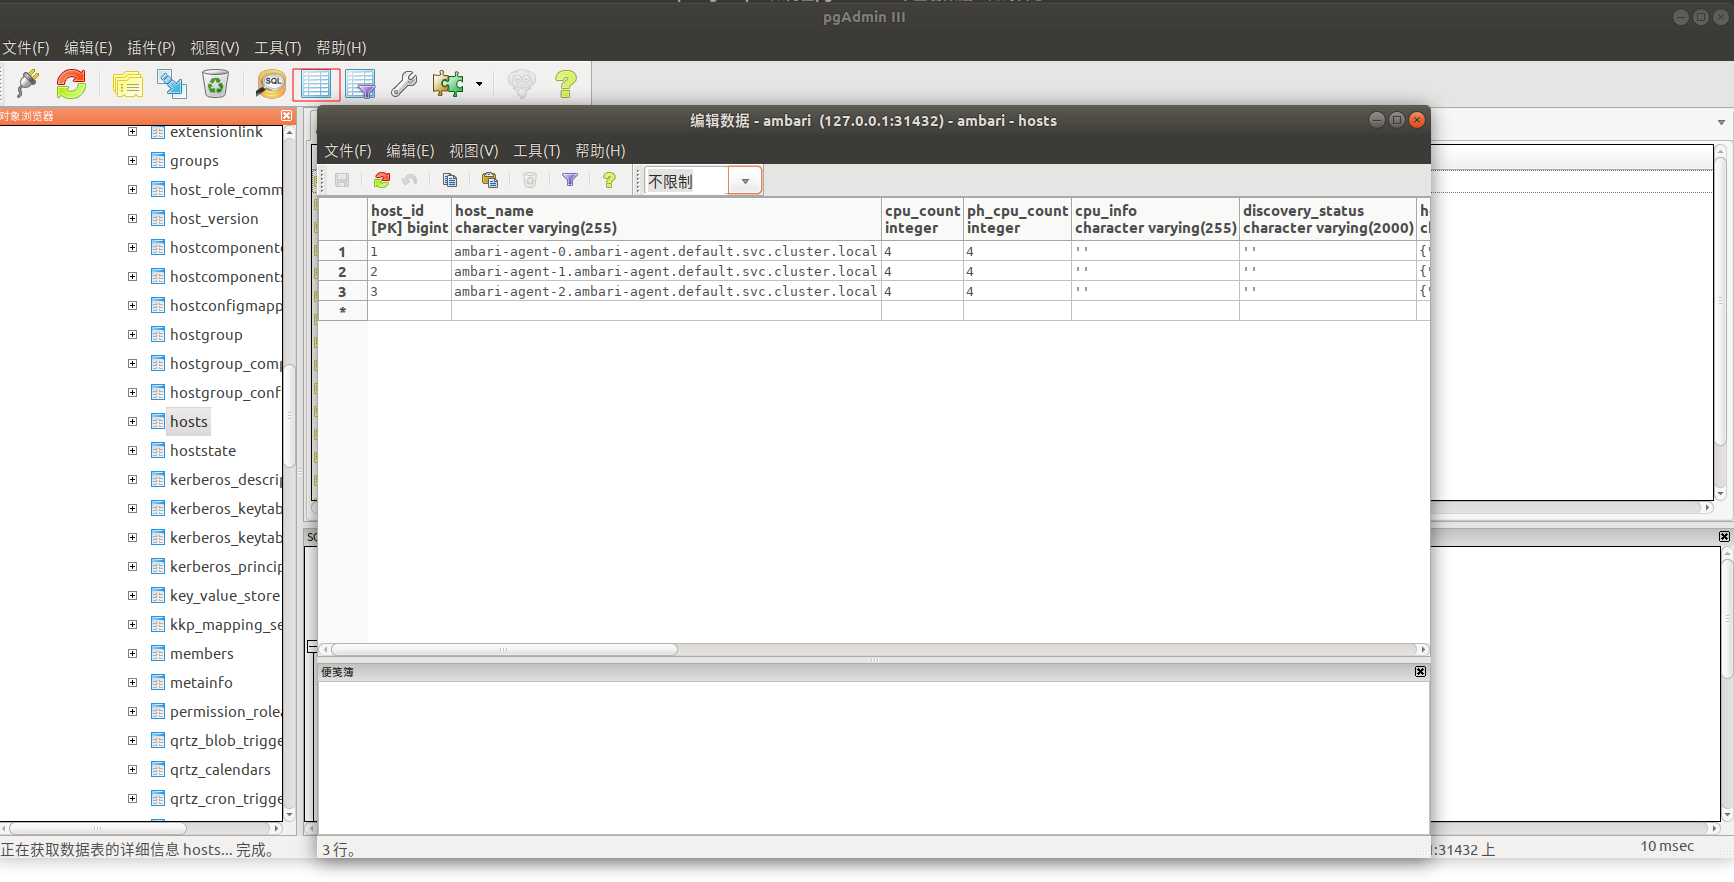 pgAdmin III
文件(F) 编辑(E) 插件(P) 视图(V) 工具(T) 帮助(H)
SQL
对象浏览器
extensionlink
groups
host_role_comm
host_version
hostcomponent
hostcomponent
hostconfigmapp
hostgroup
hostgroup_com
hostgroup_conf
hosts
hoststate
kerberos_descri
kerberos_keytab
kerberos_keytab
kerberos_princi
key_value_store
kkp_mapping_se
members
metainfo
permission_role
qrtz_blob_trigge
qrtz_calendars
qrtz_cron_trigge
正在获取数据表的详细信息 hosts... 完成。
编辑数据 - ambari (127.0.0.1:31432) - ambari - hosts
文件(F) 编辑(E) 视图(V) 工具(T) 帮助(H)
不限制
host_id host_name cpu_count ph_cpu_count cpu_info discovery_status
[PK] bigint character varying(255) integer integer character varying(255) character varying(2000)
1 1 ambari-agent-0.ambari-agent.default.svc.cluster.local 4 4 '' '' {
2 2 ambari-agent-1.ambari-agent.default.svc.cluster.local 4 4 '' '' {
3 3 ambari-agent-2.ambari-agent.default.svc.cluster.local 4 4 '' '' {
*
便笺簿
3 行。
:31432 上
10 msec